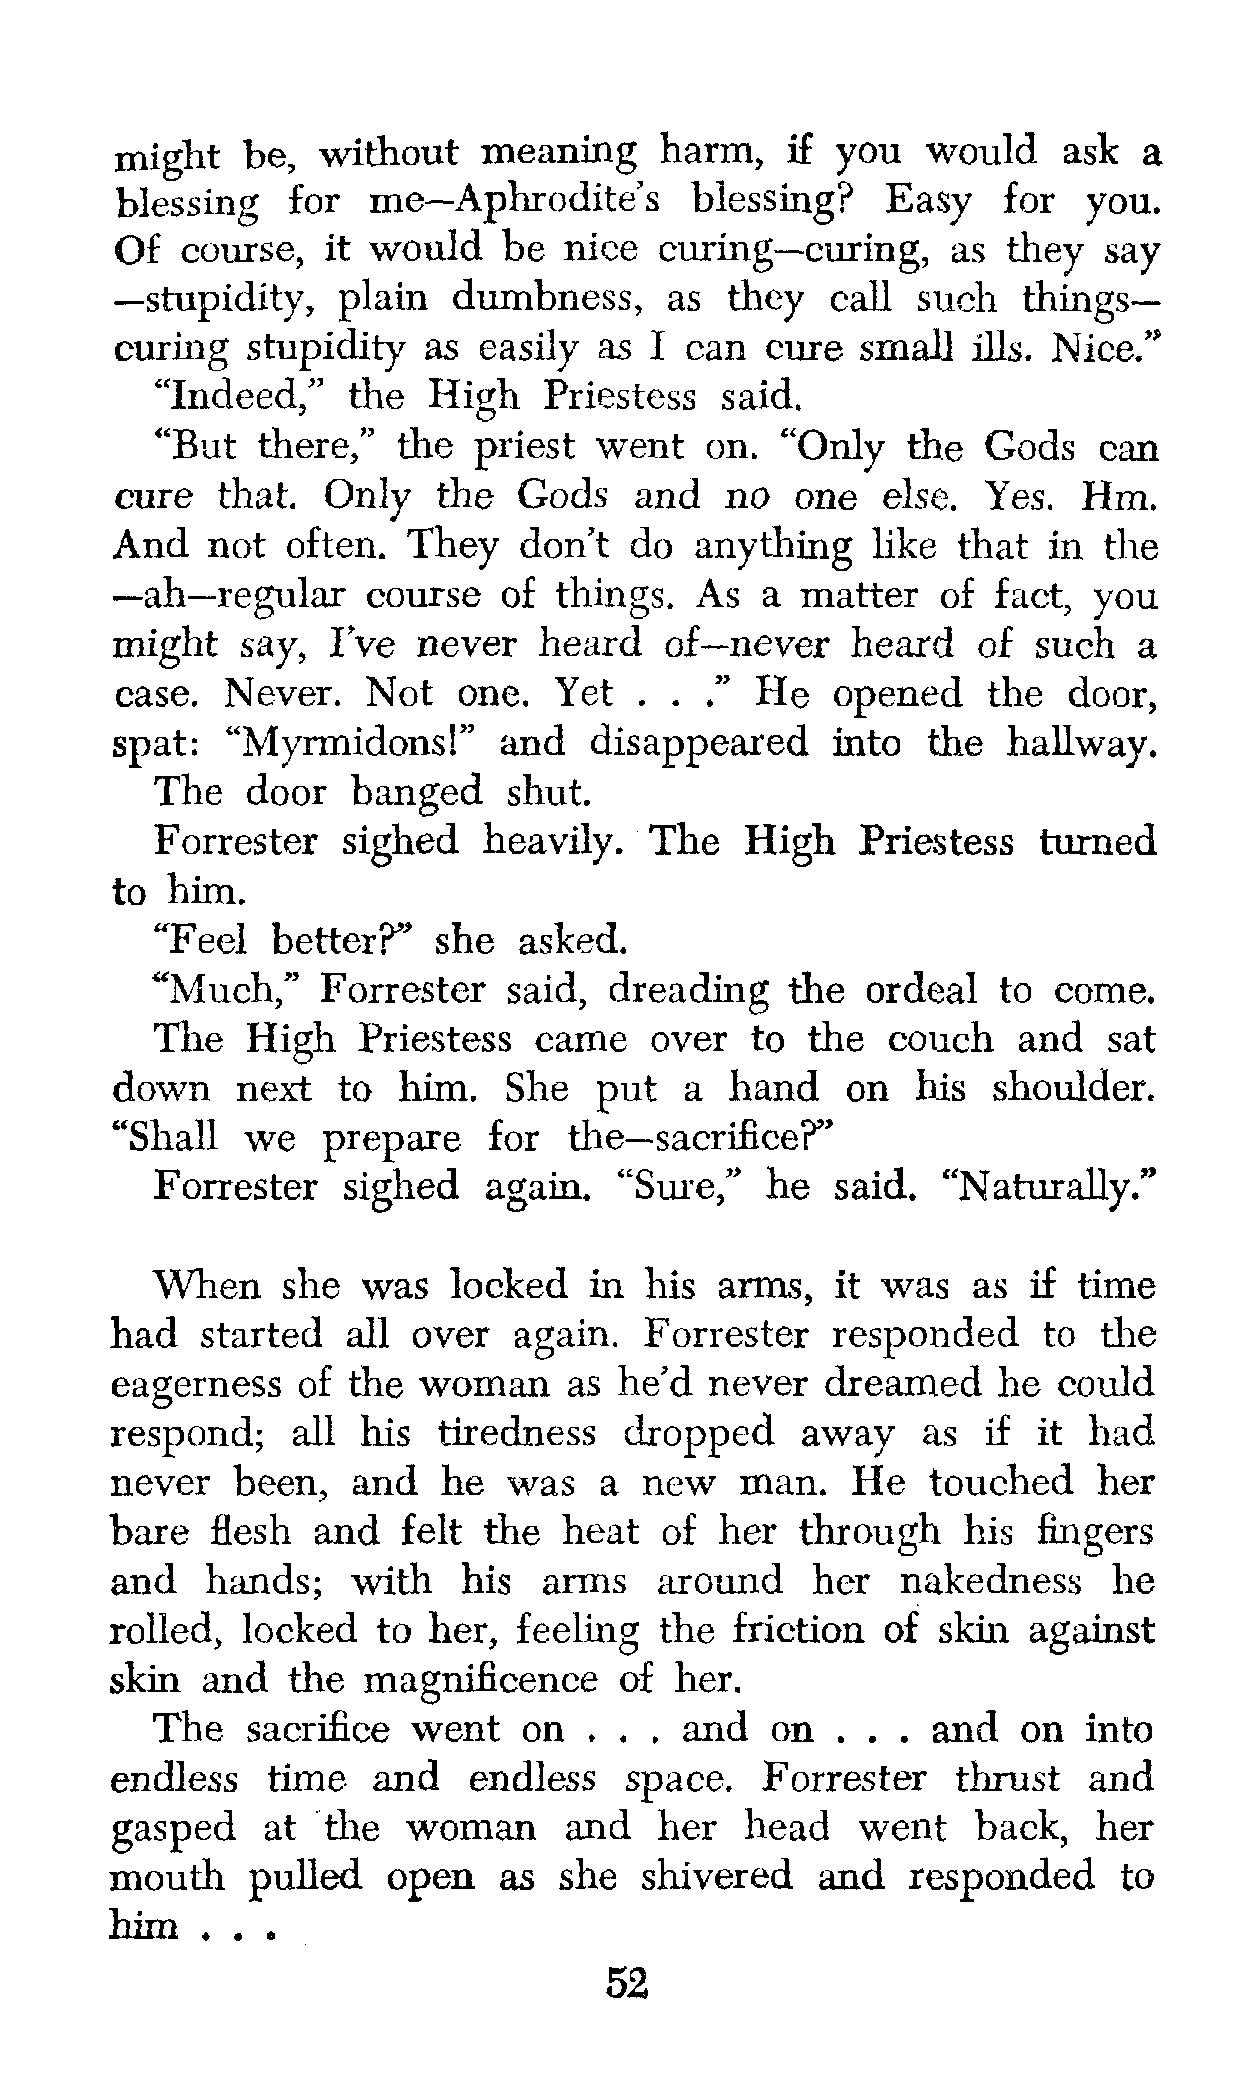 might be, without meaning harm, if you would ask a
blessing for me—Aphrodite's blessing? Easy for you.
Of course, it would be nice curing—curing, as they say
—stupidity, plain dumbness, as they call such things—
curing stupidity as easily as I can cure small ills. Nice."
"Indeed," the High Priestess said.
"But there," the priest went on. "Only the Gods can
cure that. Only the Gods and no one else. Yes. Hm.
And not often. They don't do anything like that in the
—ah—regular course of things. As a matter of fact, you
might say, I've never heard of—never heard of such a
case. Never. Not one. Yet . . ." He opened the door,
spat: "Myrmidons!" and disappeared into the hallway.
The door banged shut.
Forrester sighed heavily. The High Priestess turned
to him.
"Feel better?" she asked.
"Much," Forrester said, dreading the ordeal to come.
The High Priestess came over to the couch and sat
down next to him. She put a hand on his shoulder.
"Shall we prepare for the—sacrifice?"
Forrester sighed again. "Sure," he said. "Naturally."
When she was locked in his arms, it was as if time
had started all over again. Forrester responded to the
eagerness of the woman as he'd never dreamed he could
respond; all his tiredness dropped away as if it had
never been, and he was a new man. He touched her
bare flesh and felt the heat of her through his fingers
and hands; with his arms around her nakedness he
rolled, locked to her, feeling the friction of skin against
skin and the magnificence of her.
The sacrifice went on . . . and on . . . and on into
endless time and endless space. Forrester thrust and
gasped at the woman and her head went back, her
mouth pulled open as she shivered and responded to
him . . .
52